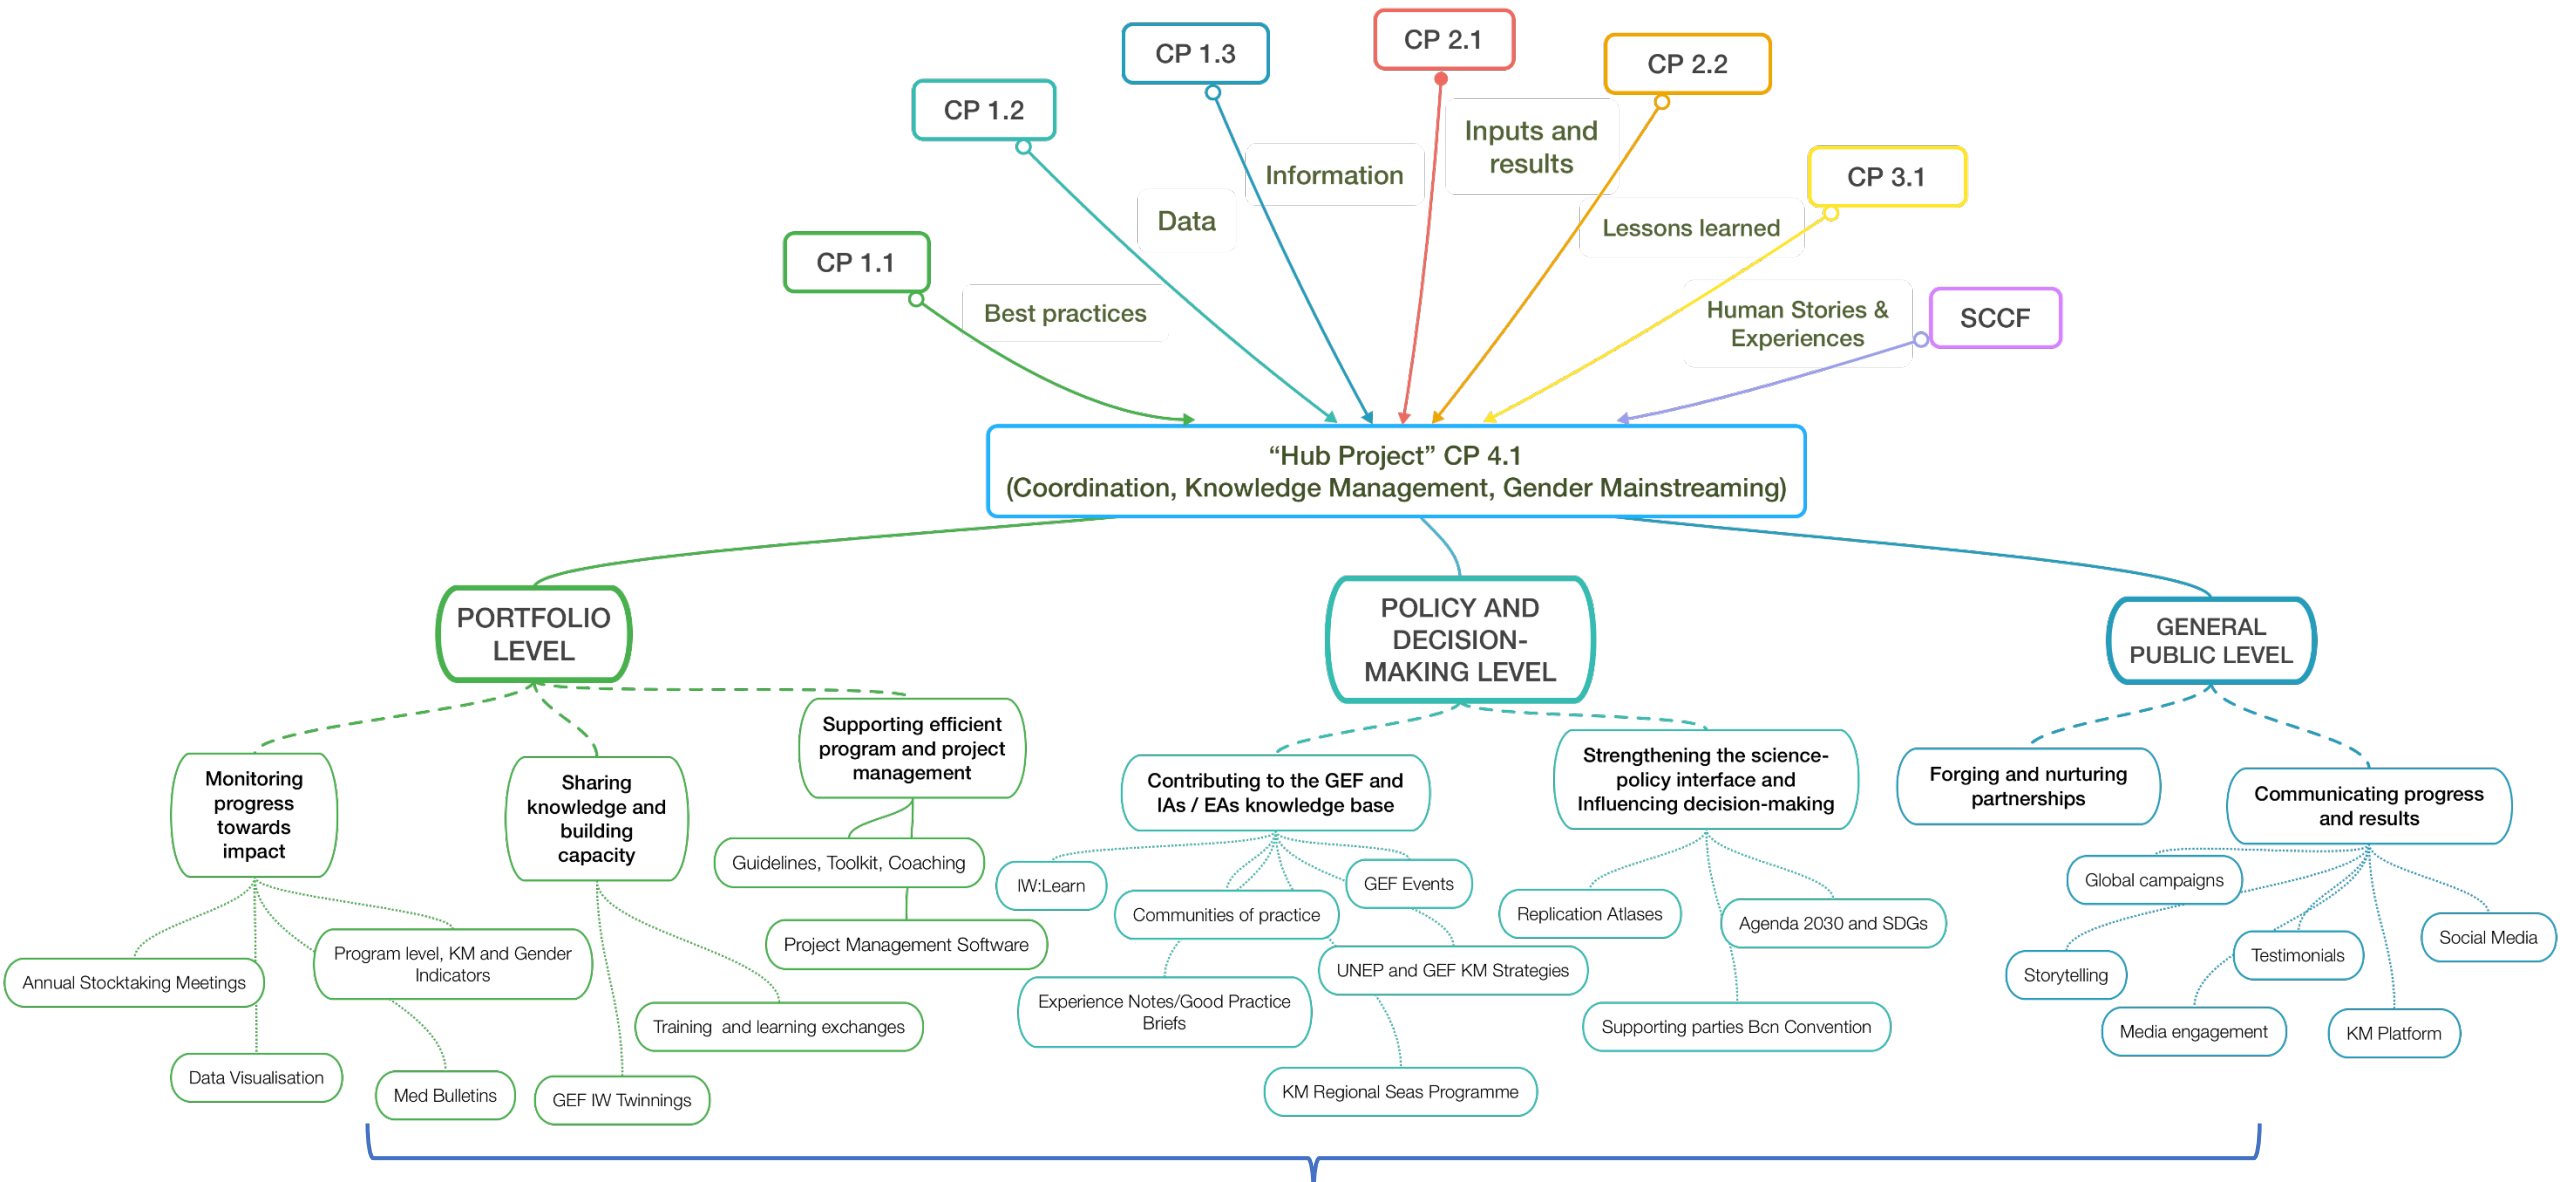 CP 2.1
CP 1.3
CP 2.2
CP 1.2
Inputs and
results
Information
CP 3.1
Data
Lessons learned
CP 1.1
Best practices
Human Stories &
Experiences
SCCF
“Hub Project” CP 4.1
(Coordination, Knowledge Management, Gender Mainstreaming)
PORTFOLIO
LEVEL
Monitoring
progress
towards
impact
Annual Stocktaking Meetings
Program level, KM and Gender
Indicators
Data Visualisation
Med Bulletins
Sharing
knowledge and
building
capacity
Training  and learning exchanges
GEF IW Twinnings
Supporting efficient
program and project
management
Guidelines, Toolkit, Coaching
Project Management Software
POLICY AND
DECISION-
MAKING LEVEL
Contributing to the GEF and
IAs / EAs knowledge base
IW:Learn
GEF Events
Communities of practice
UNEP and GEF KM Strategies
Experience Notes/Good Practice
Briefs
KM Regional Seas Programme
Strengthening the science-
policy interface and
Influencing decision-making
Replication Atlases
Agenda 2030 and SDGs
Supporting parties Bcn Convention
GENERAL
PUBLIC LEVEL
Forging and nurturing
partnerships
Communicating progress
and results
Global campaigns
Social Media
Testimonials
Storytelling
Media engagement
KM Platform